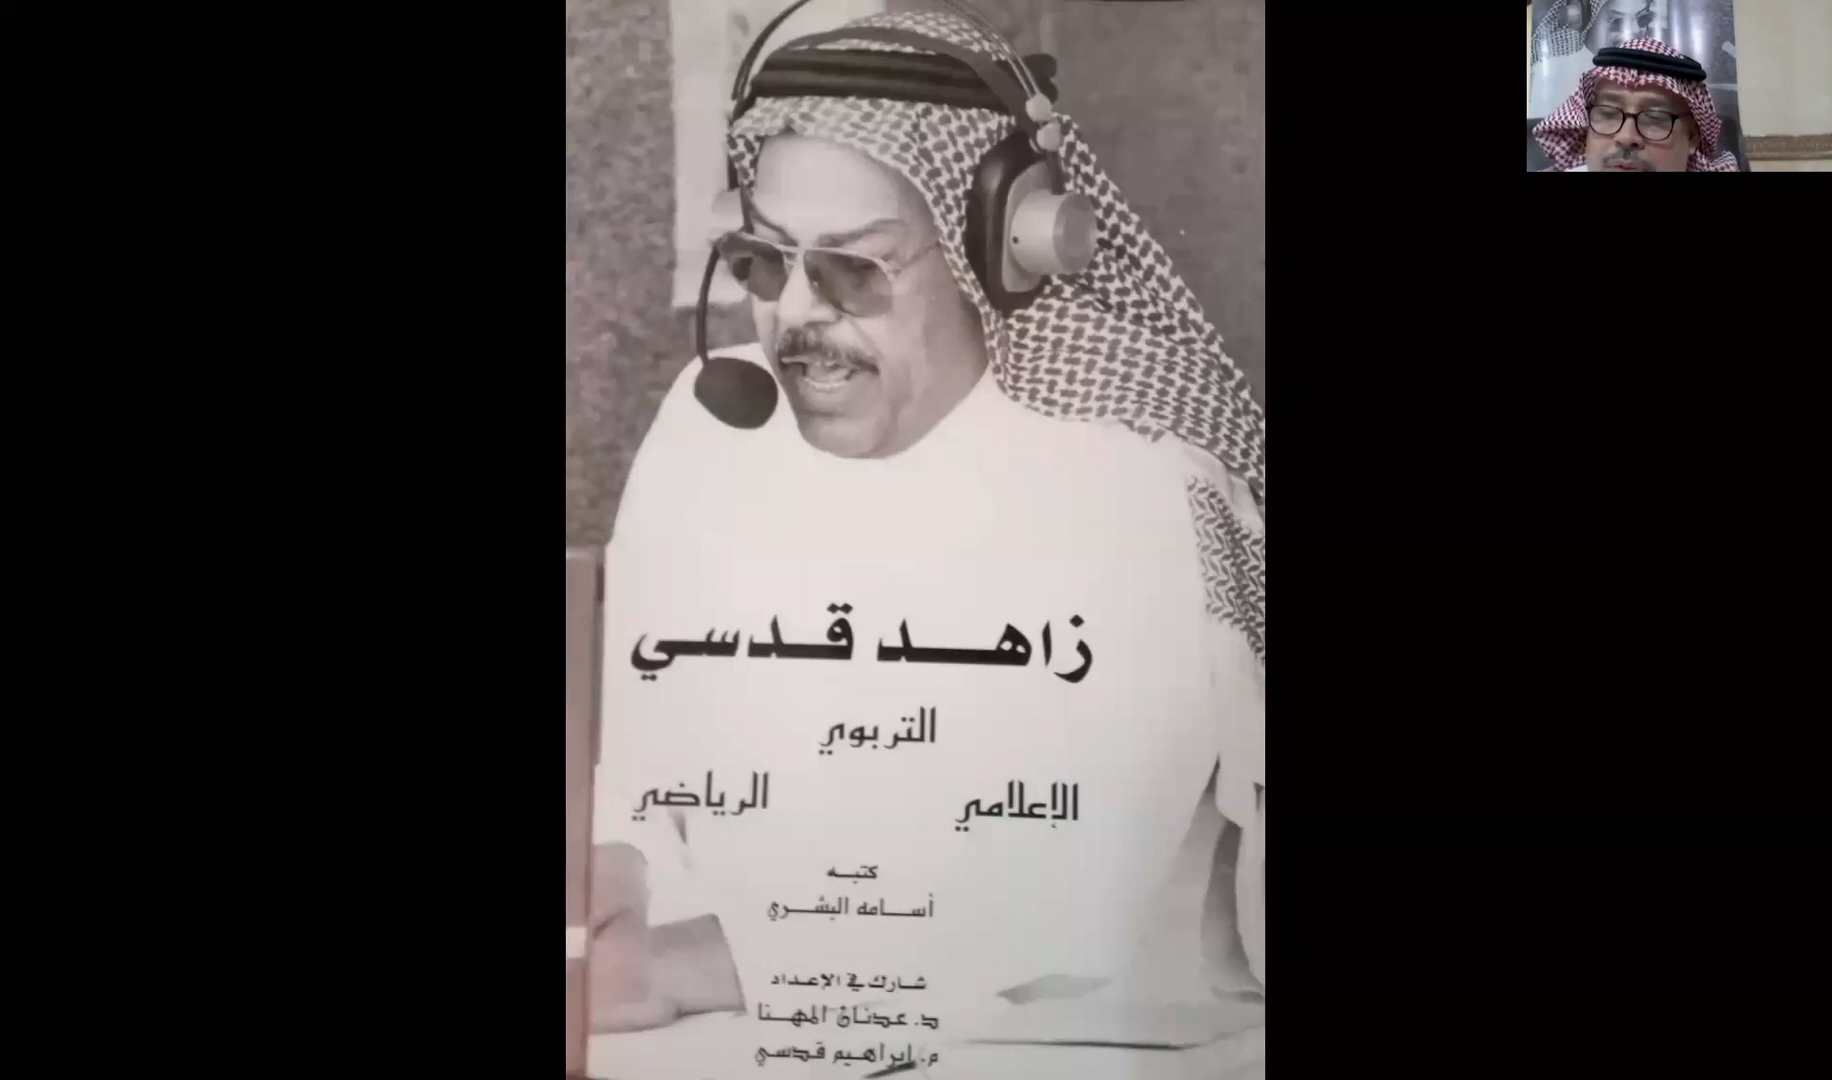 زاهد قدسي
التربوي
الإعلامي
الرياضي
كتبه
أسامه البشري
شارك في الإعداد
د. عدنان المهنا
م. إبراهيم قدسي